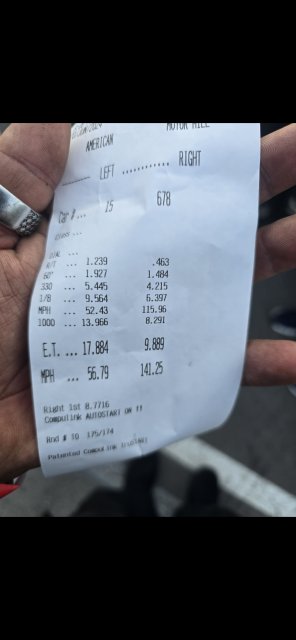 AMERICAN
LEFT ............ RIGHT
Car #... 15 678
Class ...
DIAL ...
R/T ... 1.239 .463
60' ... 1.927 1.484
330 ... 5.445 4.215
1/8 ... 9.564 6.397
MPH ... 52.43 115.96
1000 ... 13.966 8.291
E.T. ... 17.884 9.889
MPH ... 56.79 141.25
Right 1st 8.7716
Compulink AUTOSTART ON !!
Rnd # 10 175/174
Patented Compulink